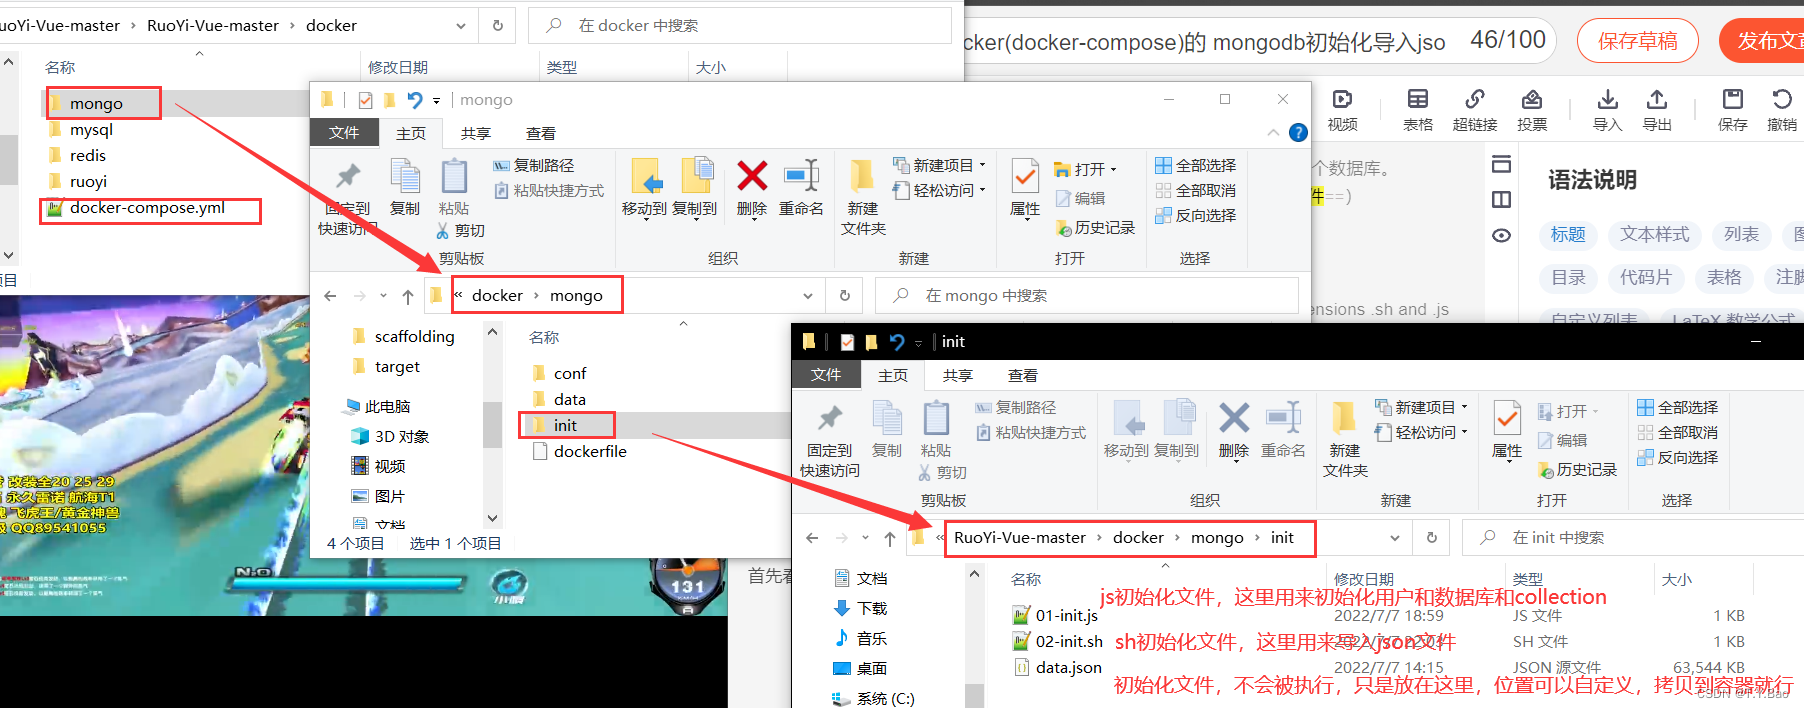 RuoYi-Vue-master › RuoYi-Vue-master › docker
在 docker 中搜索
名称
修改日期
类型
大小
mongo
mysql
redis
ruoyi
docker-compose.yml
项目
cker(docker-compose)的 mongodb初始化导入jso
46/100
保存草稿
发布文章
视频
表格
超链接
投票
导入
导出
保存
撤销
个数据库。
件==)
ensions .sh and .js
首先看
语法说明
标题
文本样式
列表
目录
代码片
表格
注脚
自定义列表
LaTeX 数学公式
mongo
文件
主页
共享
查看
固定到
快速访问
复制
粘贴
复制路径
粘贴快捷方式
剪切
剪贴板
移动到
复制到
删除
重命名
组织
新建
文件夹
新建项目
轻松访问
新建
属性
打开
编辑
历史记录
打开
全部选择
全部取消
反向选择
选择
« docker › mongo
在 mongo 中搜索
scaffolding
target
此电脑
3D 对象
视频
图片
文档
名称
conf
data
init
dockerfile
4 个项目
选中 1 个项目
改装全20 25 29
永久雷诺 航海T1
飞虎王/黄金神兽
QQ89541055
N₂O
131
init
文件
主页
共享
查看
固定到
快速访问
复制
粘贴
复制路径
粘贴快捷方式
剪切
剪贴板
移动到
复制到
删除
重命名
组织
新建
文件夹
新建项目
轻松访问
新建
属性
打开
编辑
历史记录
打开
全部选择
全部取消
反向选择
选择
« RuoYi-Vue-master › docker › mongo › init
在 init 中搜索
文档
下载
音乐
桌面
系统 (C:)
名称
修改日期
类型
大小
js初始化文件，这里用来初始化用户和数据库和collection
01-init.js
2022/7/7 18:59
JS 文件
1 KB
02-init.sh
sh初始化文件，这里用来导入json文件
2022/7/7 22:03
SH 文件
1 KB
data.json
2022/7/7 14:15
JSON 源文件
63,544 KB
初始化文件，不会被执行，只是放在这里，位置可以自定义，拷贝到容器就行
CSDN @T.Y.Bao